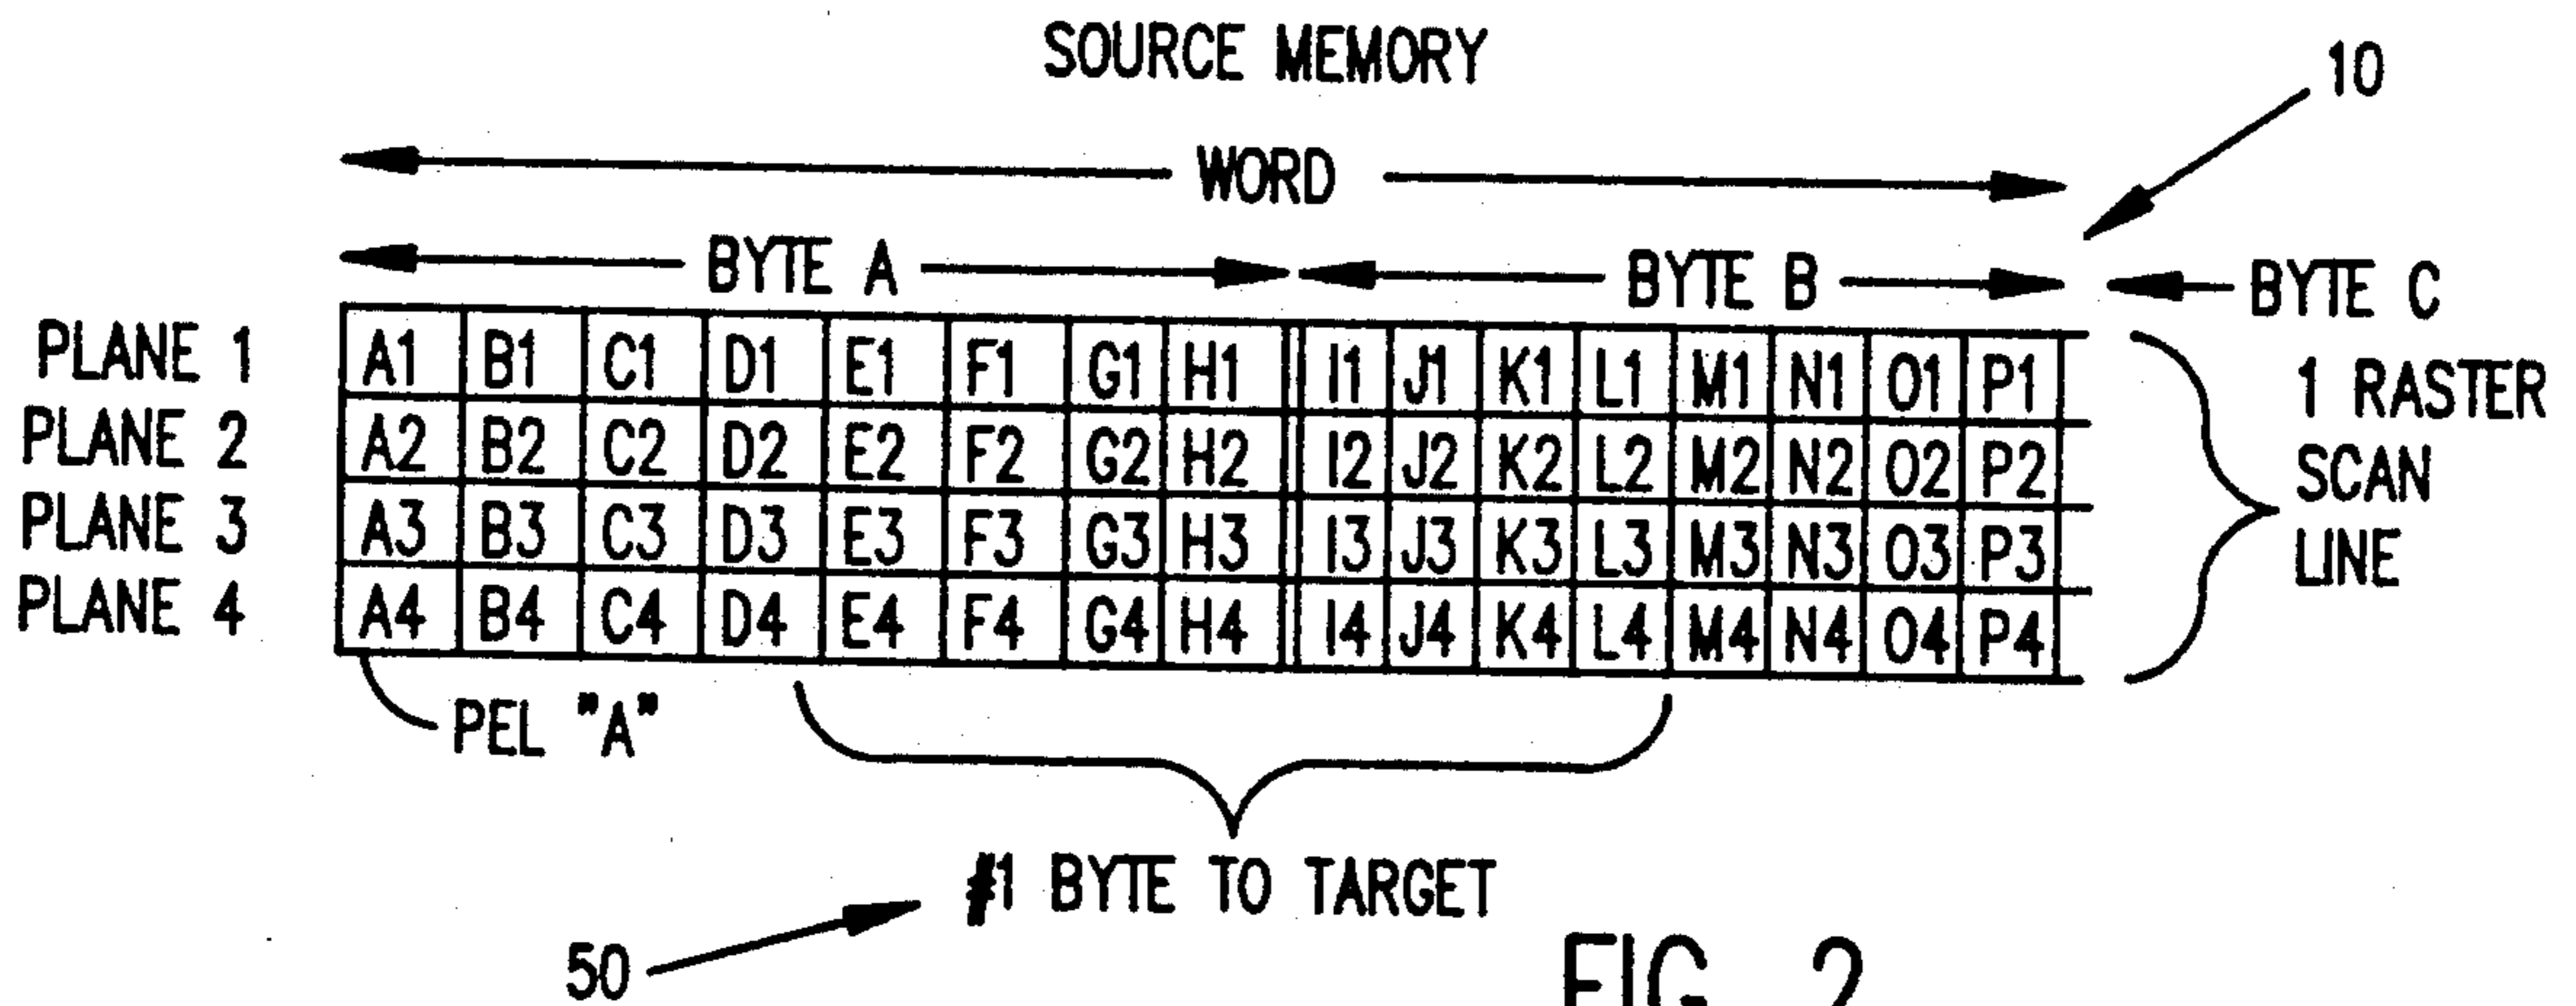 SOURCE MEMORY
10
WORD
BYTE A BYTE B BYTE C
PLANE 1 A1 B1 C1 D1 E1 F1 G1 H1 I1 J1 K1 L1 M1 N1 O1 P1
PLANE 2 A2 B2 C2 D2 E2 F2 G2 H2 I2 J2 K2 L2 M2 N2 O2 P2
PLANE 3 A3 B3 C3 D3 E3 F3 G3 H3 I3 J3 K3 L3 M3 N3 O3 P3
PLANE 4 A4 B4 C4 D4 E4 F4 G4 H4 I4 J4 K4 L4 M4 N4 O4 P4
1 RASTER
SCAN
LINE
PEL "A"
#1 BYTE TO TARGET
50
FIG. 2